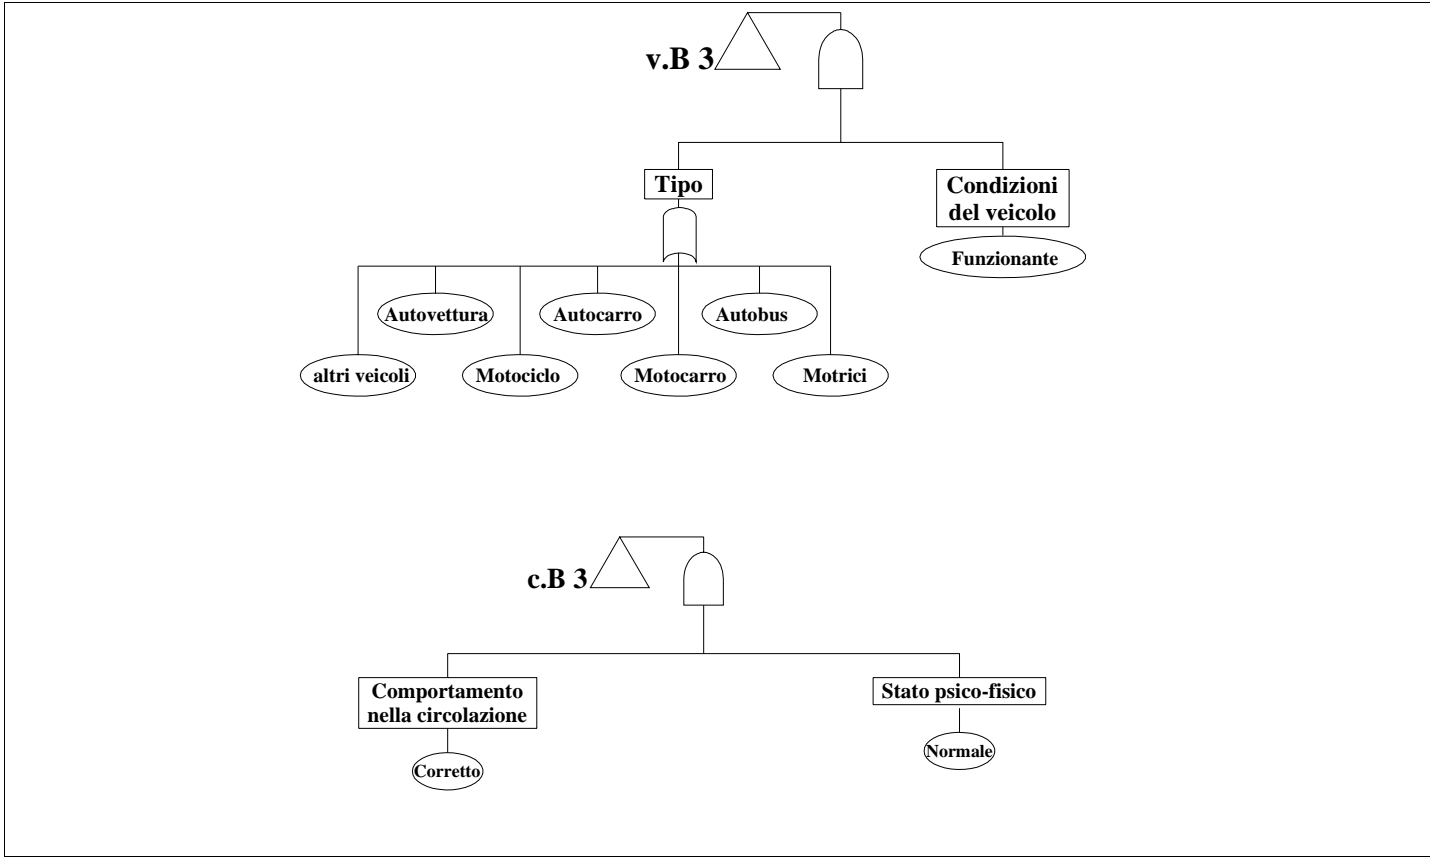 v.B 3
Tipo
Condizioni
del veicolo
Funzionante
Autovettura
Autocarro
Autobus
altri veicoli
Motociclo
Motocarro
Motrici
c.B 3
Comportamento
nella circolazione
Stato psico-fisico
Corretto
Normale